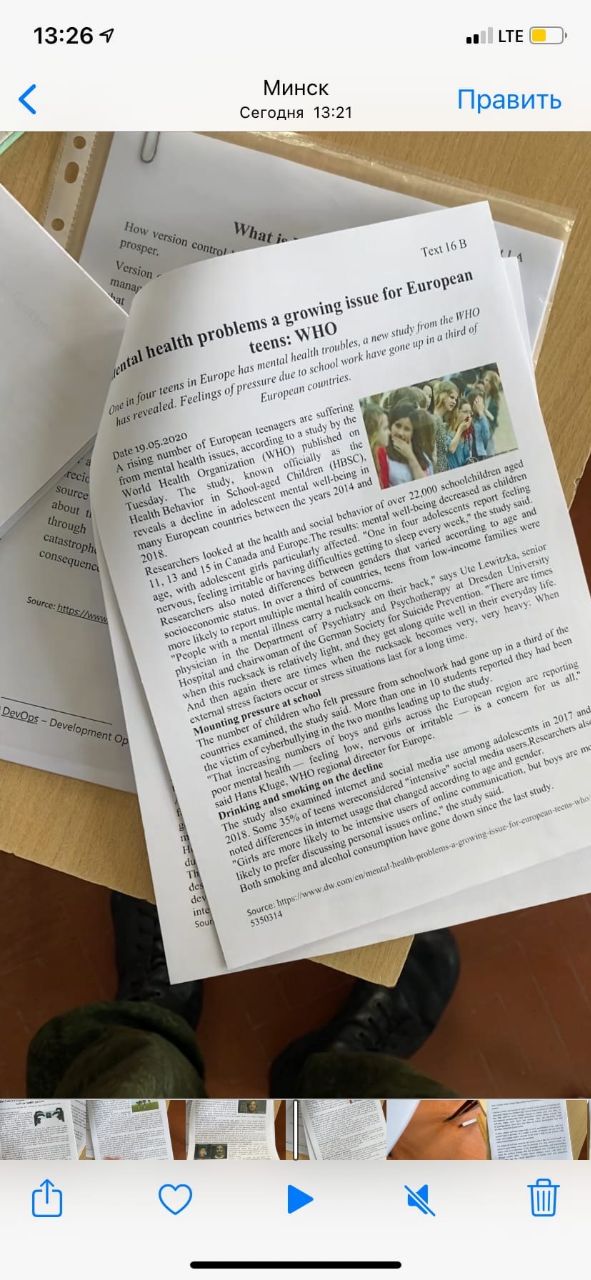 13:26
LTE
Минск
Сегодня 13:21
Править
How version control
prosper.
Version
manag
hat
What is
Text 16 B
ental health problems a growing issue for European
teens: WHO
One in four teens in Europe has mental health troubles, a new study from the WHO
has revealed. Feelings of pressure due to school work have gone up in a third of
European countries.
Date 19.05.2020
A rising number of European teenagers are suffering
from mental health issues, according to a study by the
World Health Organization (WHO) published on
Tuesday. The study, known officially as the
Health Behavior in School-aged Children (HBSC),
reveals a decline in adolescent mental well-being in
many European countries between the years 2014 and
2018.
Researchers looked at the health and social behavior of over 22,000 schoolchildren aged
11, 13 and 15 in Canada and Europe.The results: mental well-being decreased as children
age, with adolescent girls particularly affected. "One in four adolescents report feeling
nervous, feeling irritable or having difficulties getting to sleep every week," the study said.
Researchers also noted differences between genders that varied according to age and
socioeconomic status. In over a third of countries, teens from low-income families were
more likely to report multiple mental health concerns.
"People with a mental illness carry a rucksack on their back," says Ute Lewitzka, senior
physician in the Department of Psychiatry and Psychotherapy at Dresden University
Hospital and chairwoman of the German Society for Suicide Prevention. "There are times
when this rucksack is relatively light, and they get along quite well in their everyday life.
And then again there are times when the rucksack becomes very, very heavy: When
external stress factors occur or stress situations last for a long time.
Mounting pressure at school
The number of children who felt pressure from schoolwork had gone up in a third of the
countries examined, the study said. More than one in 10 students reported they had been
the victim of cyberbullying in the two months leading up to the study.
"That increasing numbers of boys and girls across the European region are reporting
poor mental health — feeling low, nervous or irritable — is a concern for us all,"
said Hans Kluge, WHO regional director for Europe.
Drinking and smoking on the decline
The study also examined internet and social media use among adolescents in 2017 and
2018. Some 35% of teens wereconsidered "intensive" social media users.Researchers also
noted differences in internet usage that changed according to age and gender.
"Girls are more likely to be intensive users of online communication, but boys are mo
likely to prefer discussing personal issues online," the study said.
Both smoking and alcohol consumption have gone down since the last study.
Source: https://www.dw.com/en/mental-health-problems-a-growing-issue-for-european-teens-who
5350314
source
about
through
catastroph
consequenc
Source: https://www.
DevOps – Development Op
du
Th
des
dev
inte
Sour